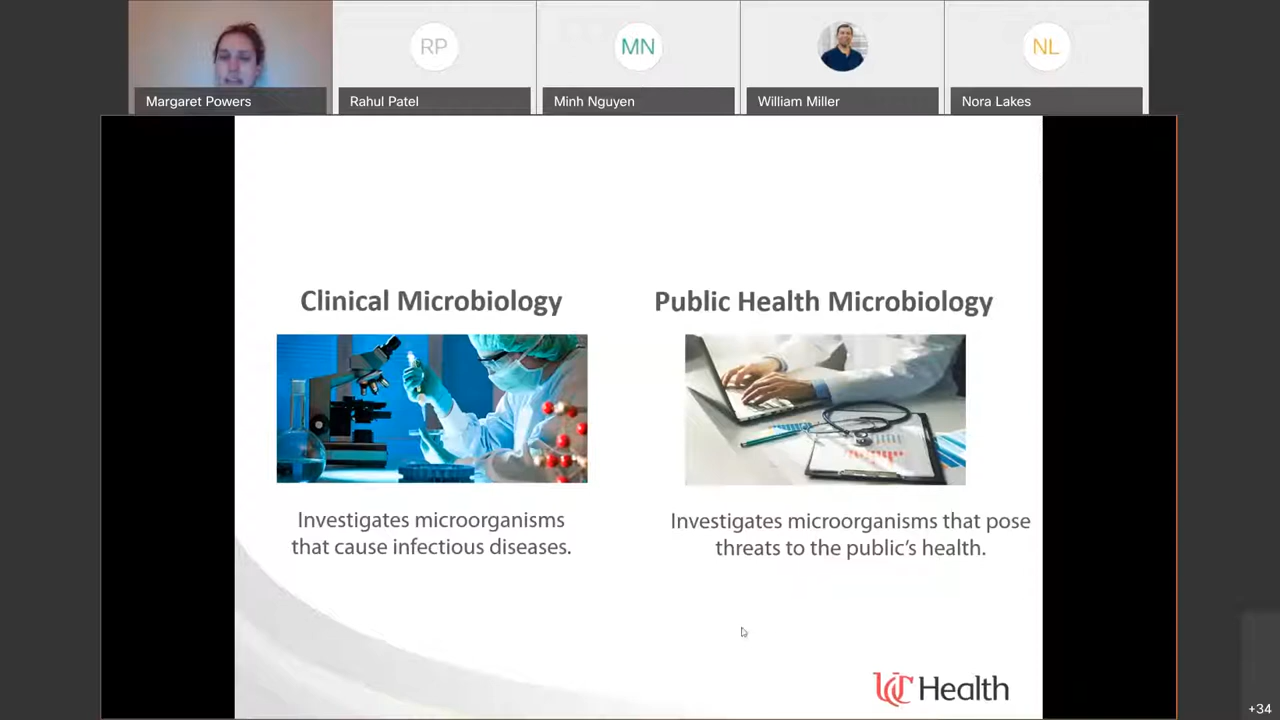 RP
MN
NL
Margaret Powers
Rahul Patel
Minh Nguyen
William Miller
Nora Lakes
Clinical Microbiology
Public Health Microbiology
Investigates microorganisms
that cause infectious diseases.
Investigates microorganisms that pose
threats to the public's health.
UC Health
+34